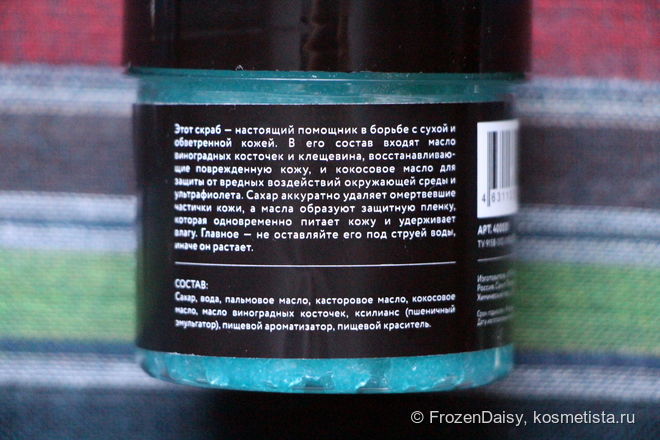 Этот скраб — настоящий помощник в борьбе с сухой и
обветренной кожей. В его состав входят масло
виноградных косточек и клещевина, восстанавливаю-
щие поврежденную кожу, и кокосовое масло для
защиты от вредных воздействий окружающей среды и
ультрафиолета. Сахар аккуратно удаляет омертвевшие
частички кожи, а масла образуют защитную пленку,
которая одновременно питает кожу и удерживает
влагу. Главное — не оставляйте его под струей воды,
иначе он растает.
СОСТАВ:
Сахар, вода, пальмовое масло, касторовое масло, кокосовое
масло, масло виноградных косточек, ксилианс (пшеничный
эмульгатор), пищевой ароматизатор, пищевой краситель.
АРТ.
ТУ 9158
Россия, Санкт
© FrozenDaisy, kosmetista.ru